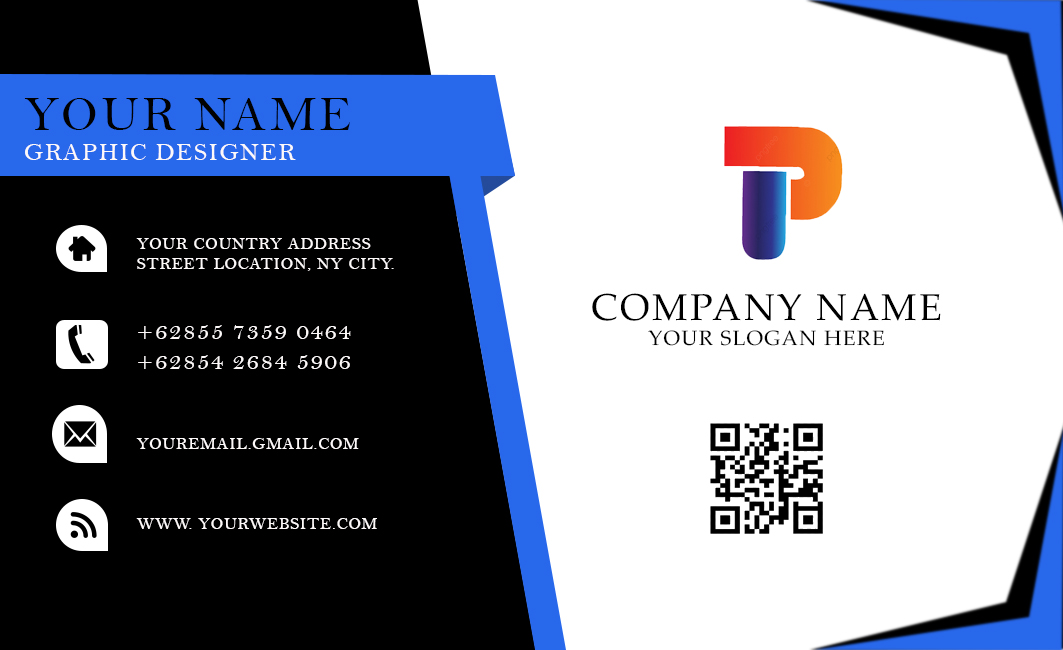 YOUR NAME
GRAPHIC DESIGNER
YOUR COUNTRY ADDRESS
STREET LOCATION, NY CITY.
+62855 7359 0464
+62854 2684 5906
YOUREMAIL.GMAIL.COM
WWW. YOURWEBSITE.COM
COMPANY NAME
YOUR SLOGAN HERE